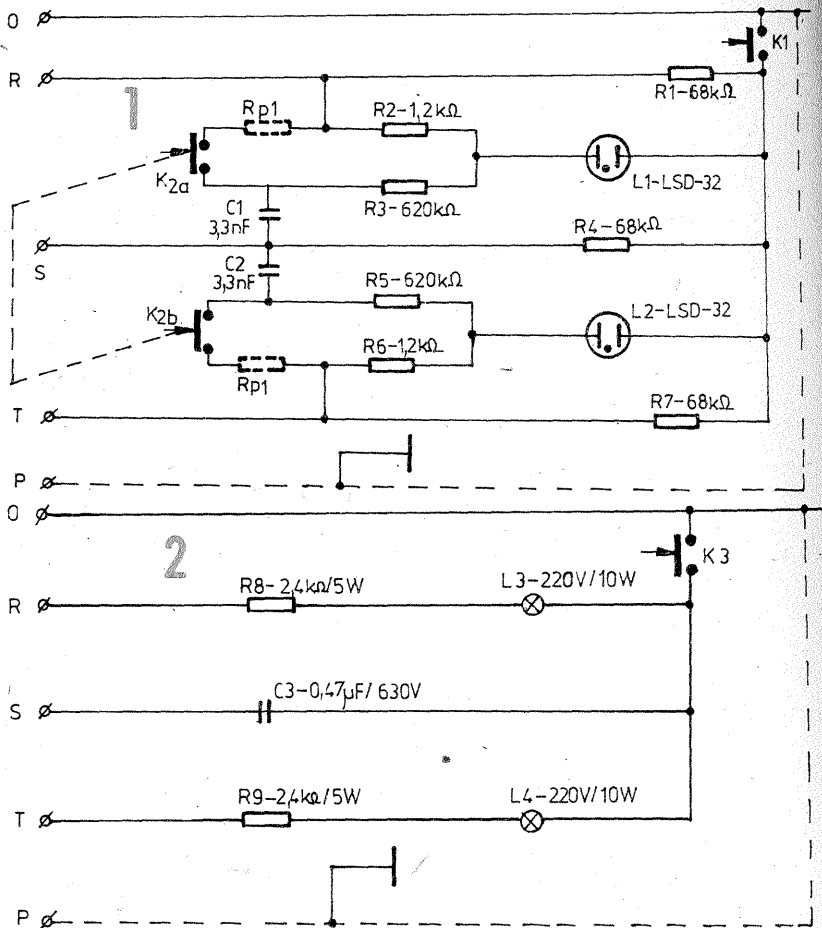 O
K1
R
R1-68kΩ
1
Rp1
R2-1,2kΩ
K2a
R3-620kΩ
L1-LSD-32
C1
3,3nF
R4-68kΩ
S
C2
3,3nF
R5-620kΩ
K2b
L2-LSD-32
R6-1,2kΩ
Rp1
T
R7-68kΩ
P
O
2
K3
R8-2,4kΩ/5W
L3-220V/10W
R
C3-0,47µF/630V
S
R9-2,4kΩ/5W
L4-220V/10W
T
P